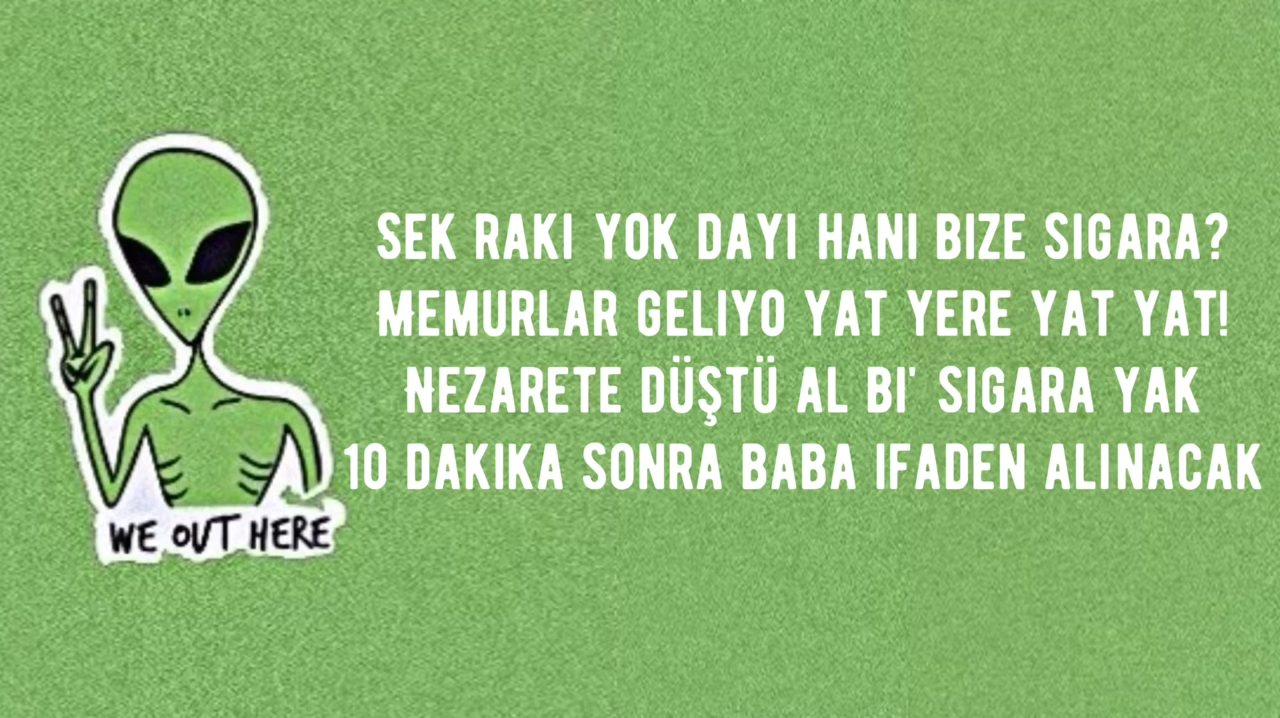 SEK RAKI YOK DAYI HANI BIZE SIGARA?
MEMURLAR GELIYO YAT YERE YAT YAT!
NEZARETE DÜŞTÜ AL BI' SIGARA YAK
10 DAKIKA SONRA BABA IFADEN ALINACAK
WE OUT HERE